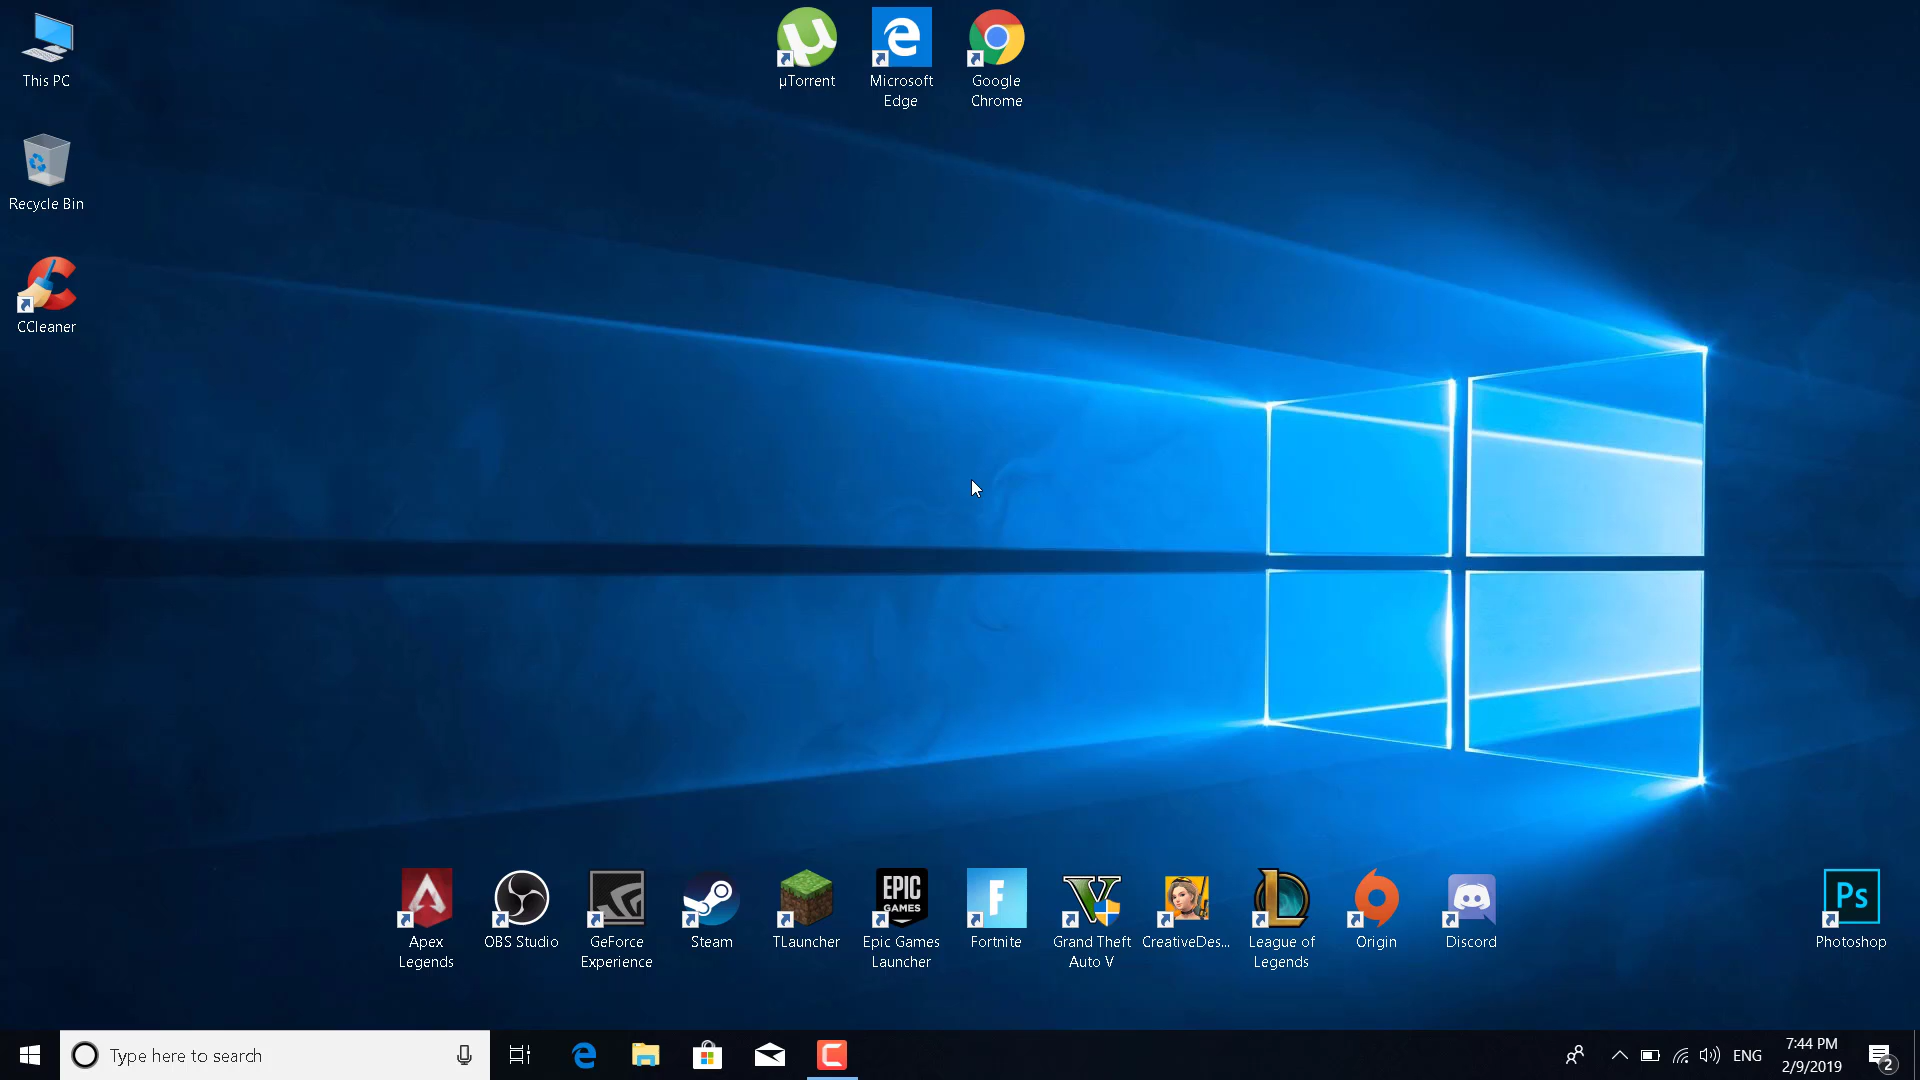 This PC
Recycle Bin
CCleaner
µTorrent
Microsoft
Edge
Google
Chrome
Apex
Legends
OBS Studio
GeForce
Experience
Steam
TLauncher
EPIC
GAMES
Epic Games
Launcher
F
Fortnite
V
Grand Theft
Auto V
CreativeDes...
League of
Legends
Origin
Discord
Ps
Photoshop
Type here to search
ENG
7:44 PM
2/9/2019
2